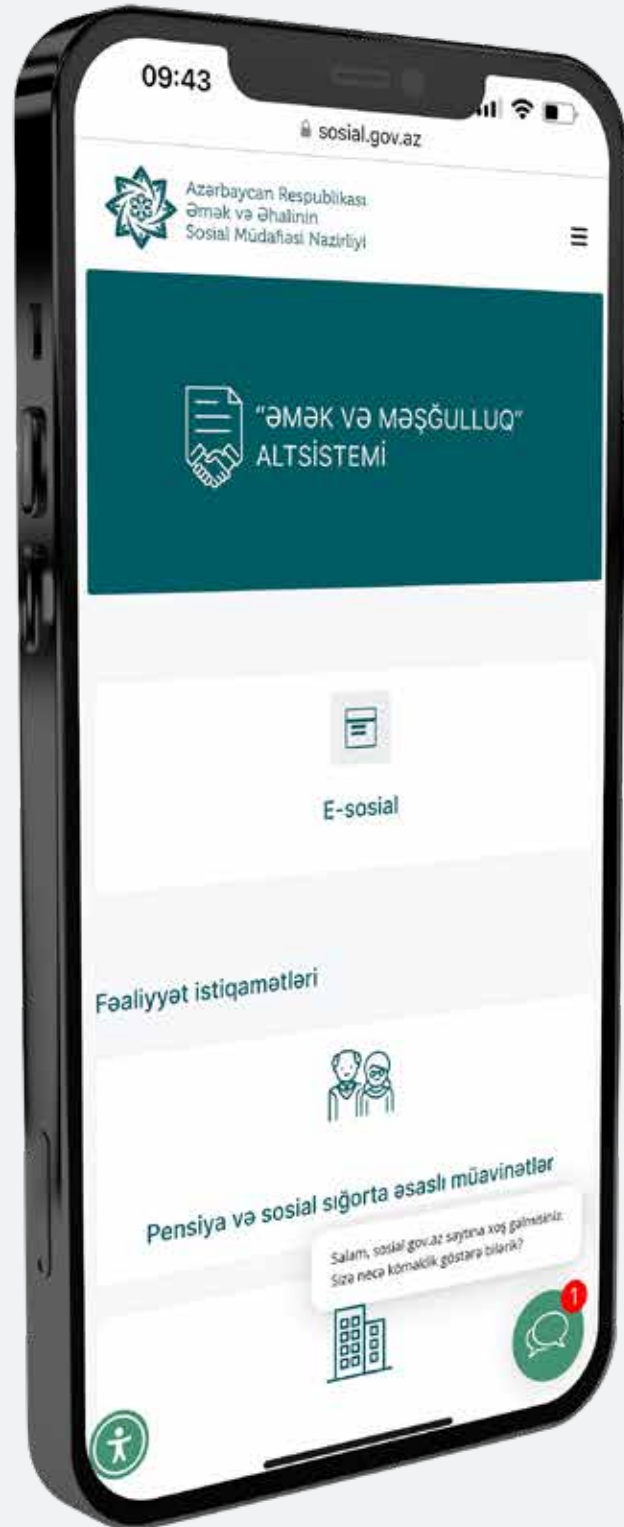 09:43
sosial.gov.az
Azərbaycan Respublikası
Əmək və Əhalinin
Sosial Müdafiəsi Nazirliyi
"ƏMƏK VƏ MƏŞĞULLUQ"
ALTSİSTEMİ
E-sosial
Fəaliyyət istiqamətləri
Pensiya və sosial sığorta əsaslı müavinətlər
Salam, sosial.gov.az saytına xoş gəlmisiniz.
Sizə necə köməklik göstərə bilərik?
1